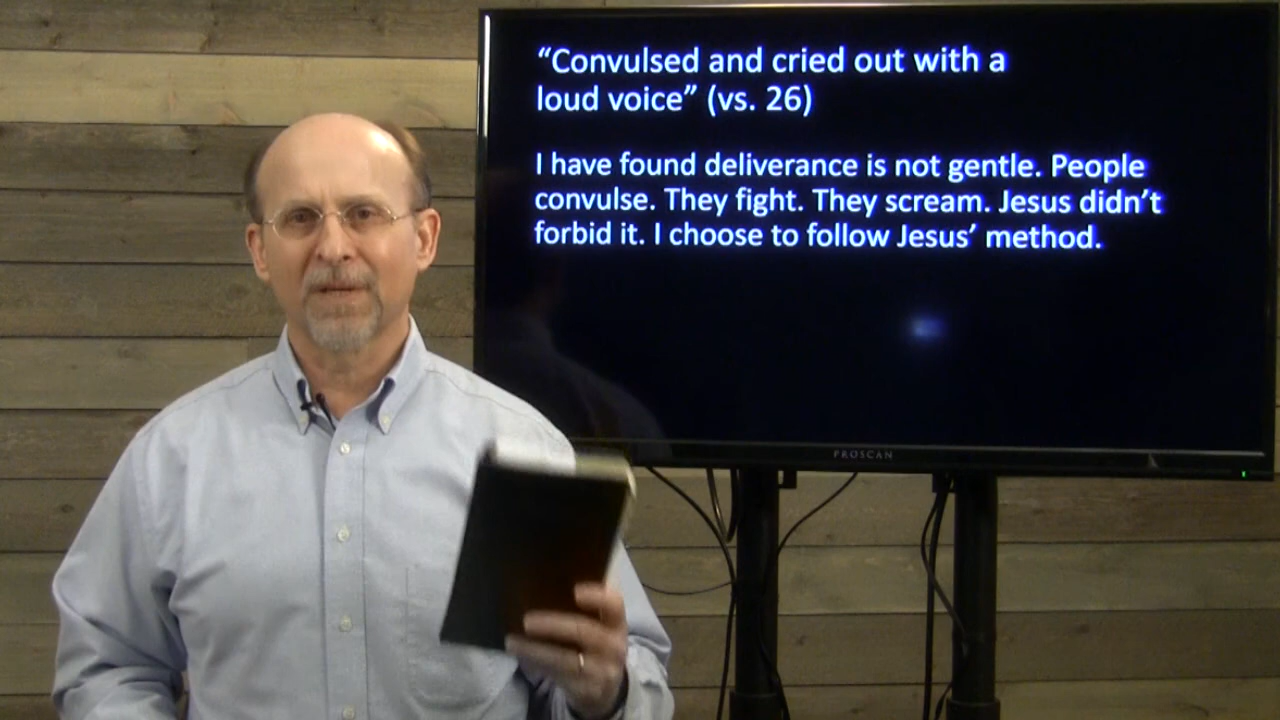 “Convulsed and cried out with a
loud voice” (vs. 26)
I have found deliverance is not gentle. People
convulse. They fight. They scream. Jesus didn’t
forbid it. I choose to follow Jesus’ method.
PROSCAN